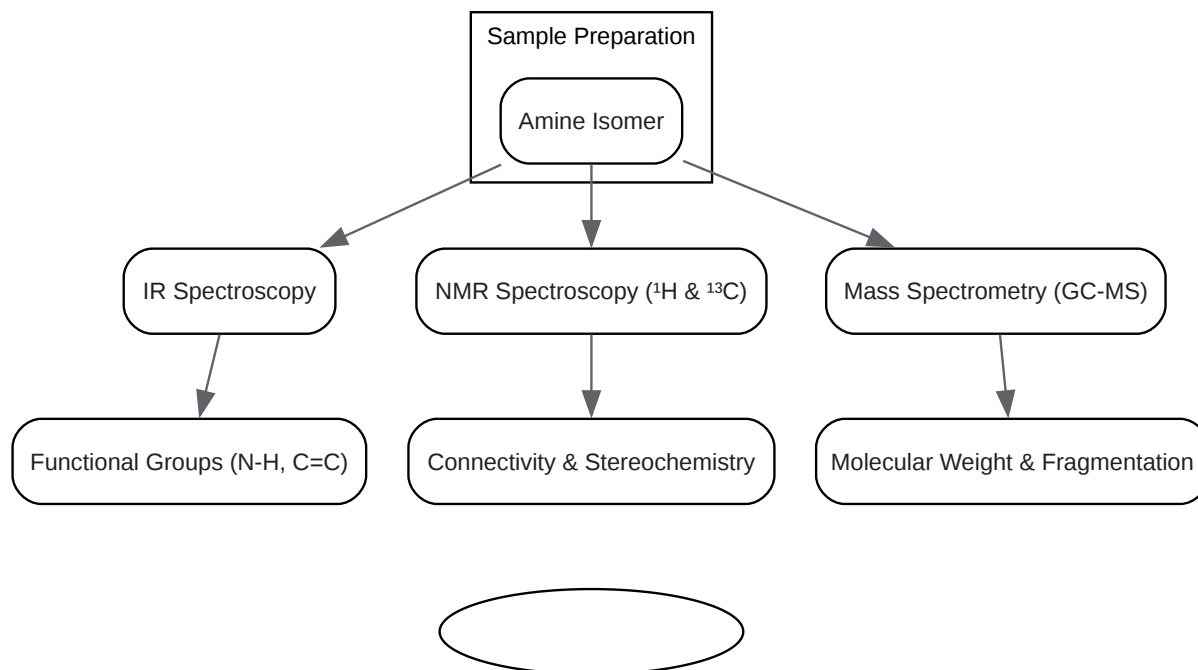 Sample Preparation
Amine Isomer
IR Spectroscopy
NMR Spectroscopy (¹H & ¹³C)
Mass Spectrometry (GC-MS)
Functional Groups (N-H, C=C)
Connectivity & Stereochemistry
Molecular Weight & Fragmentation